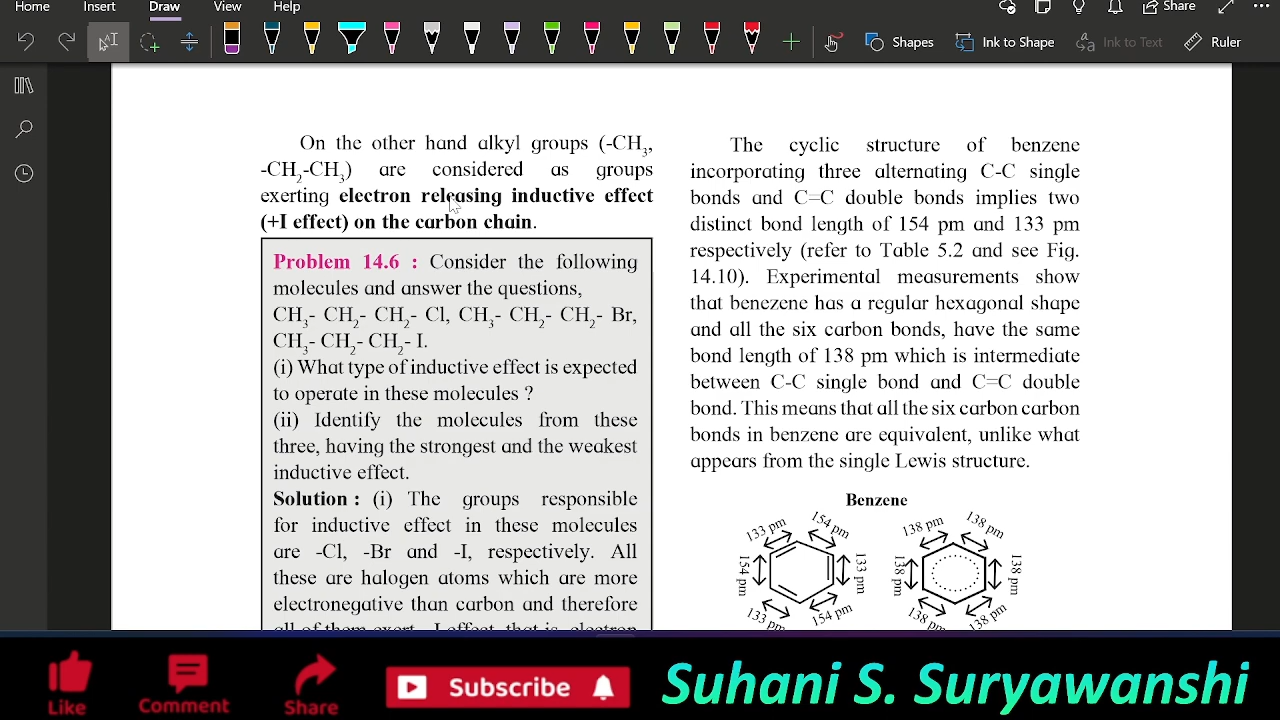 Home Insert Draw View Help Share
Shapes Ink to Shape Ink to Text Ruler
On the other hand alkyl groups (-CH3,
-CH2-CH3) are considered as groups
exerting electron releasing inductive effect
(+I effect) on the carbon chain.
Problem 14.6 : Consider the following
molecules and answer the questions,
CH3- CH2- CH2- Cl, CH3- CH2- CH2- Br,
CH3- CH2- CH2- I.
(i) What type of inductive effect is expected
to operate in these molecules ?
(ii) Identify the molecules from these
three, having the strongest and the weakest
inductive effect.
Solution : (i) The groups responsible
for inductive effect in these molecules
are -Cl, -Br and -I, respectively. All
these are halogen atoms which are more
electronegative than carbon and therefore
all of them exert -I effect, that is, electron
The cyclic structure of benzene
incorporating three alternating C-C single
bonds and C=C double bonds implies two
distinct bond length of 154 pm and 133 pm
respectively (refer to Table 5.2 and see Fig.
14.10). Experimental measurements show
that benezene has a regular hexagonal shape
and all the six carbon bonds, have the same
bond length of 138 pm which is intermediate
between C-C single bond and C=C double
bond. This means that all the six carbon carbon
bonds in benzene are equivalent, unlike what
appears from the single Lewis structure.
Benzene
133 pm 154 pm 138 pm 138 pm
154 pm 133 pm 138 pm 138 pm
133 pm 154 pm 138 pm 138 pm
Like Comment Share Subscribe Suhani S. Suryawanshi